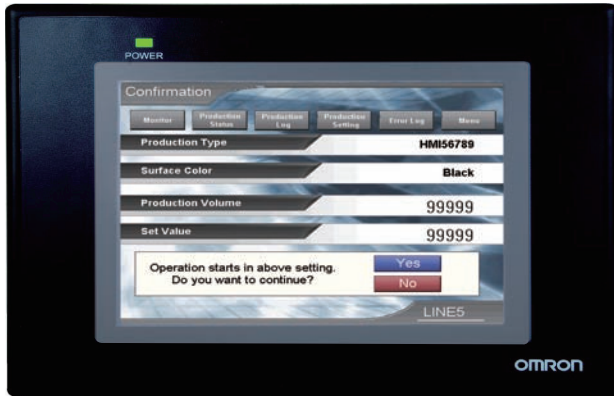 POWER
Confirmation
Monitor Production Status Production Log Production Setting Error Log Menu
Production Type HMI56789
Surface Color Black
Production Volume 99999
Set Value 99999
Operation starts in above setting. Yes
Do you want to continue? No
LINE5
OMRON